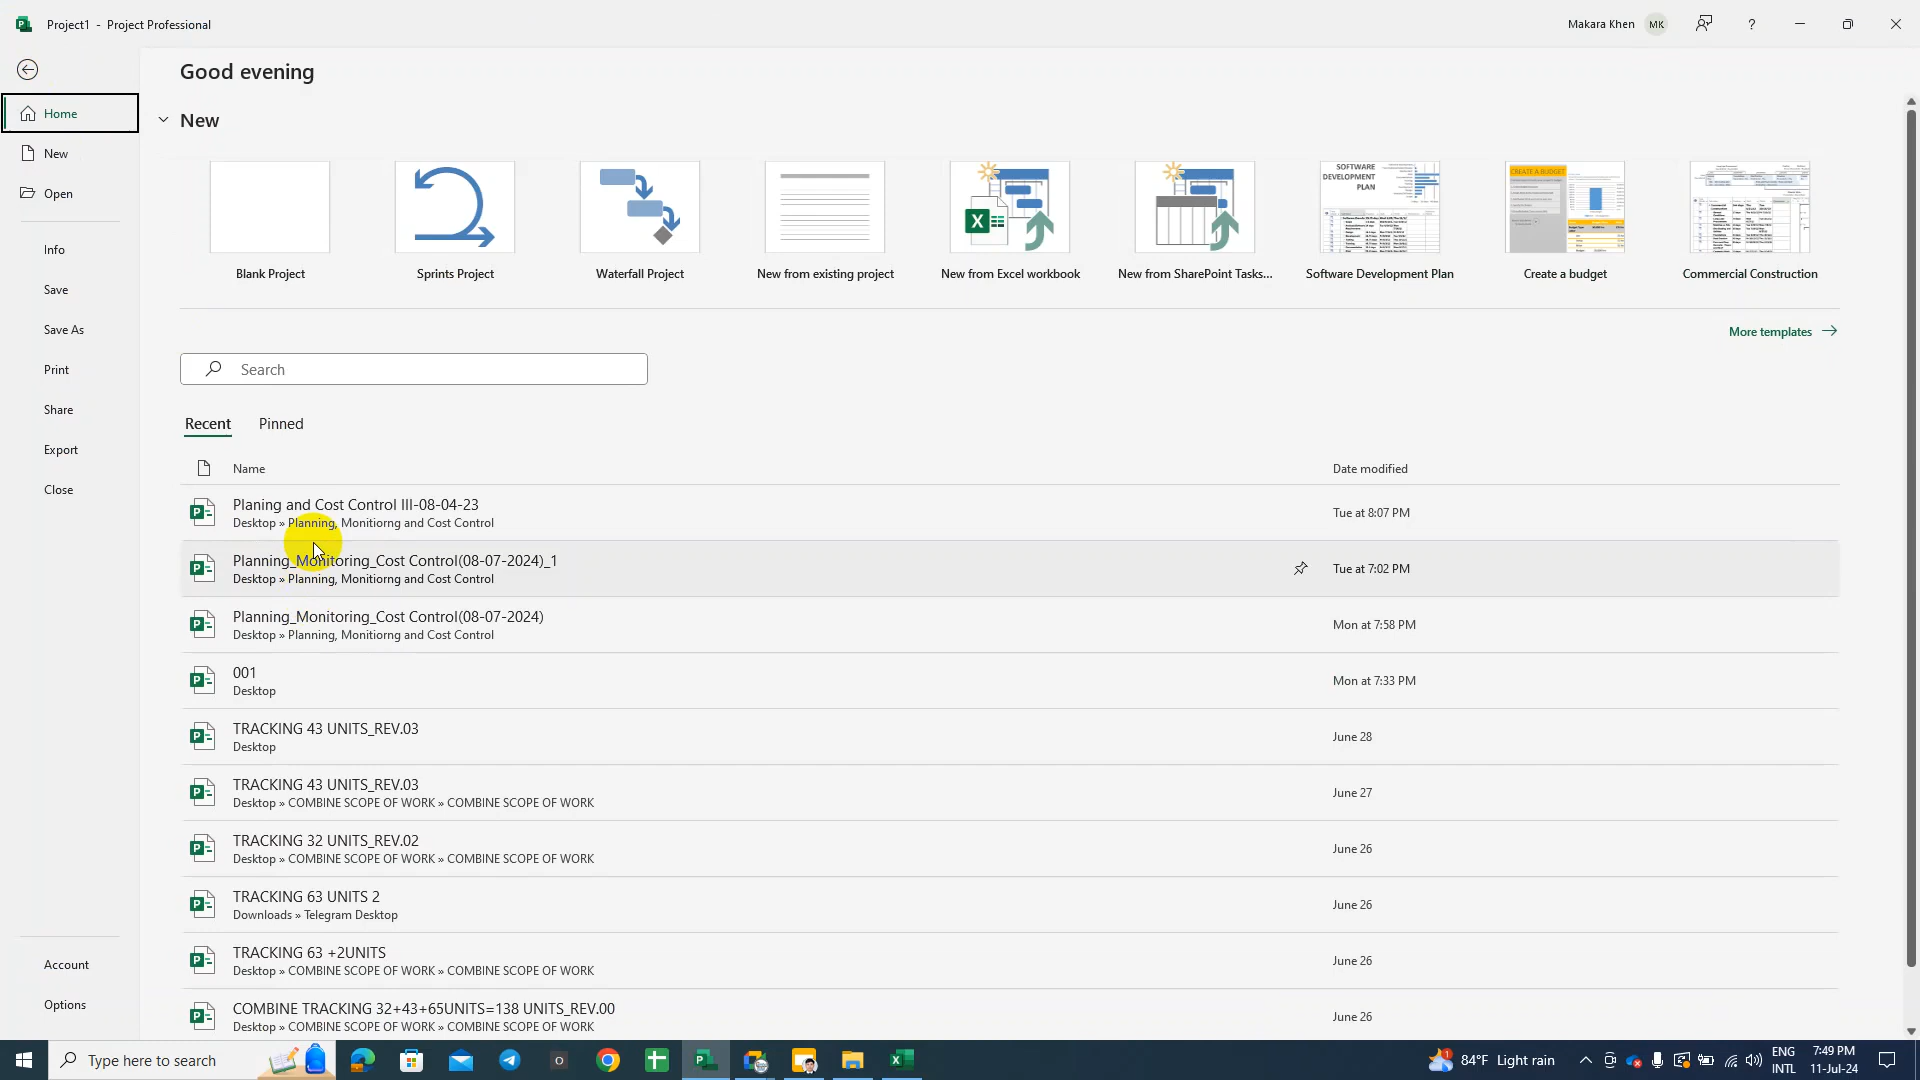 Project1 - Project Professional
Makara Khen MK
Good evening
Home
New
Open
Info
Save
Save As
Print
Share
Export
Close
Account
Options
New
SOFTWARE
DEVELOPMENT
PLAN
CREATE A BUDGET
Blank Project
Sprints Project
Waterfall Project
New from existing project
New from Excel workbook
New from SharePoint Tasks...
Software Development Plan
Create a budget
Commercial Construction
More templates
Search
Recent Pinned
Name Date modified
Planing and Cost Control III-08-04-23 Tue at 8:07 PM
Desktop » Planning, Monitiorng and Cost Control
Planning_Monitoring_Cost Control(08-07-2024)_1 Tue at 7:02 PM
Desktop » Planning, Monitiorng and Cost Control
Planning_Monitoring_Cost Control(08-07-2024) Mon at 7:58 PM
Desktop » Planning, Monitiorng and Cost Control
001 Mon at 7:33 PM
Desktop
TRACKING 43 UNITS_REV.03 June 28
Desktop
TRACKING 43 UNITS_REV.03 June 27
Desktop » COMBINE SCOPE OF WORK » COMBINE SCOPE OF WORK
TRACKING 32 UNITS_REV.02 June 26
Desktop » COMBINE SCOPE OF WORK » COMBINE SCOPE OF WORK
TRACKING 63 UNITS 2 June 26
Downloads » Telegram Desktop
TRACKING 63 +2UNITS June 26
Desktop » COMBINE SCOPE OF WORK » COMBINE SCOPE OF WORK
COMBINE TRACKING 32+43+65UNITS=138 UNITS_REV.00 June 26
Desktop » COMBINE SCOPE OF WORK » COMBINE SCOPE OF WORK
Type here to search
84°F Light rain
ENG
INTL
7:49 PM
11-Jul-24